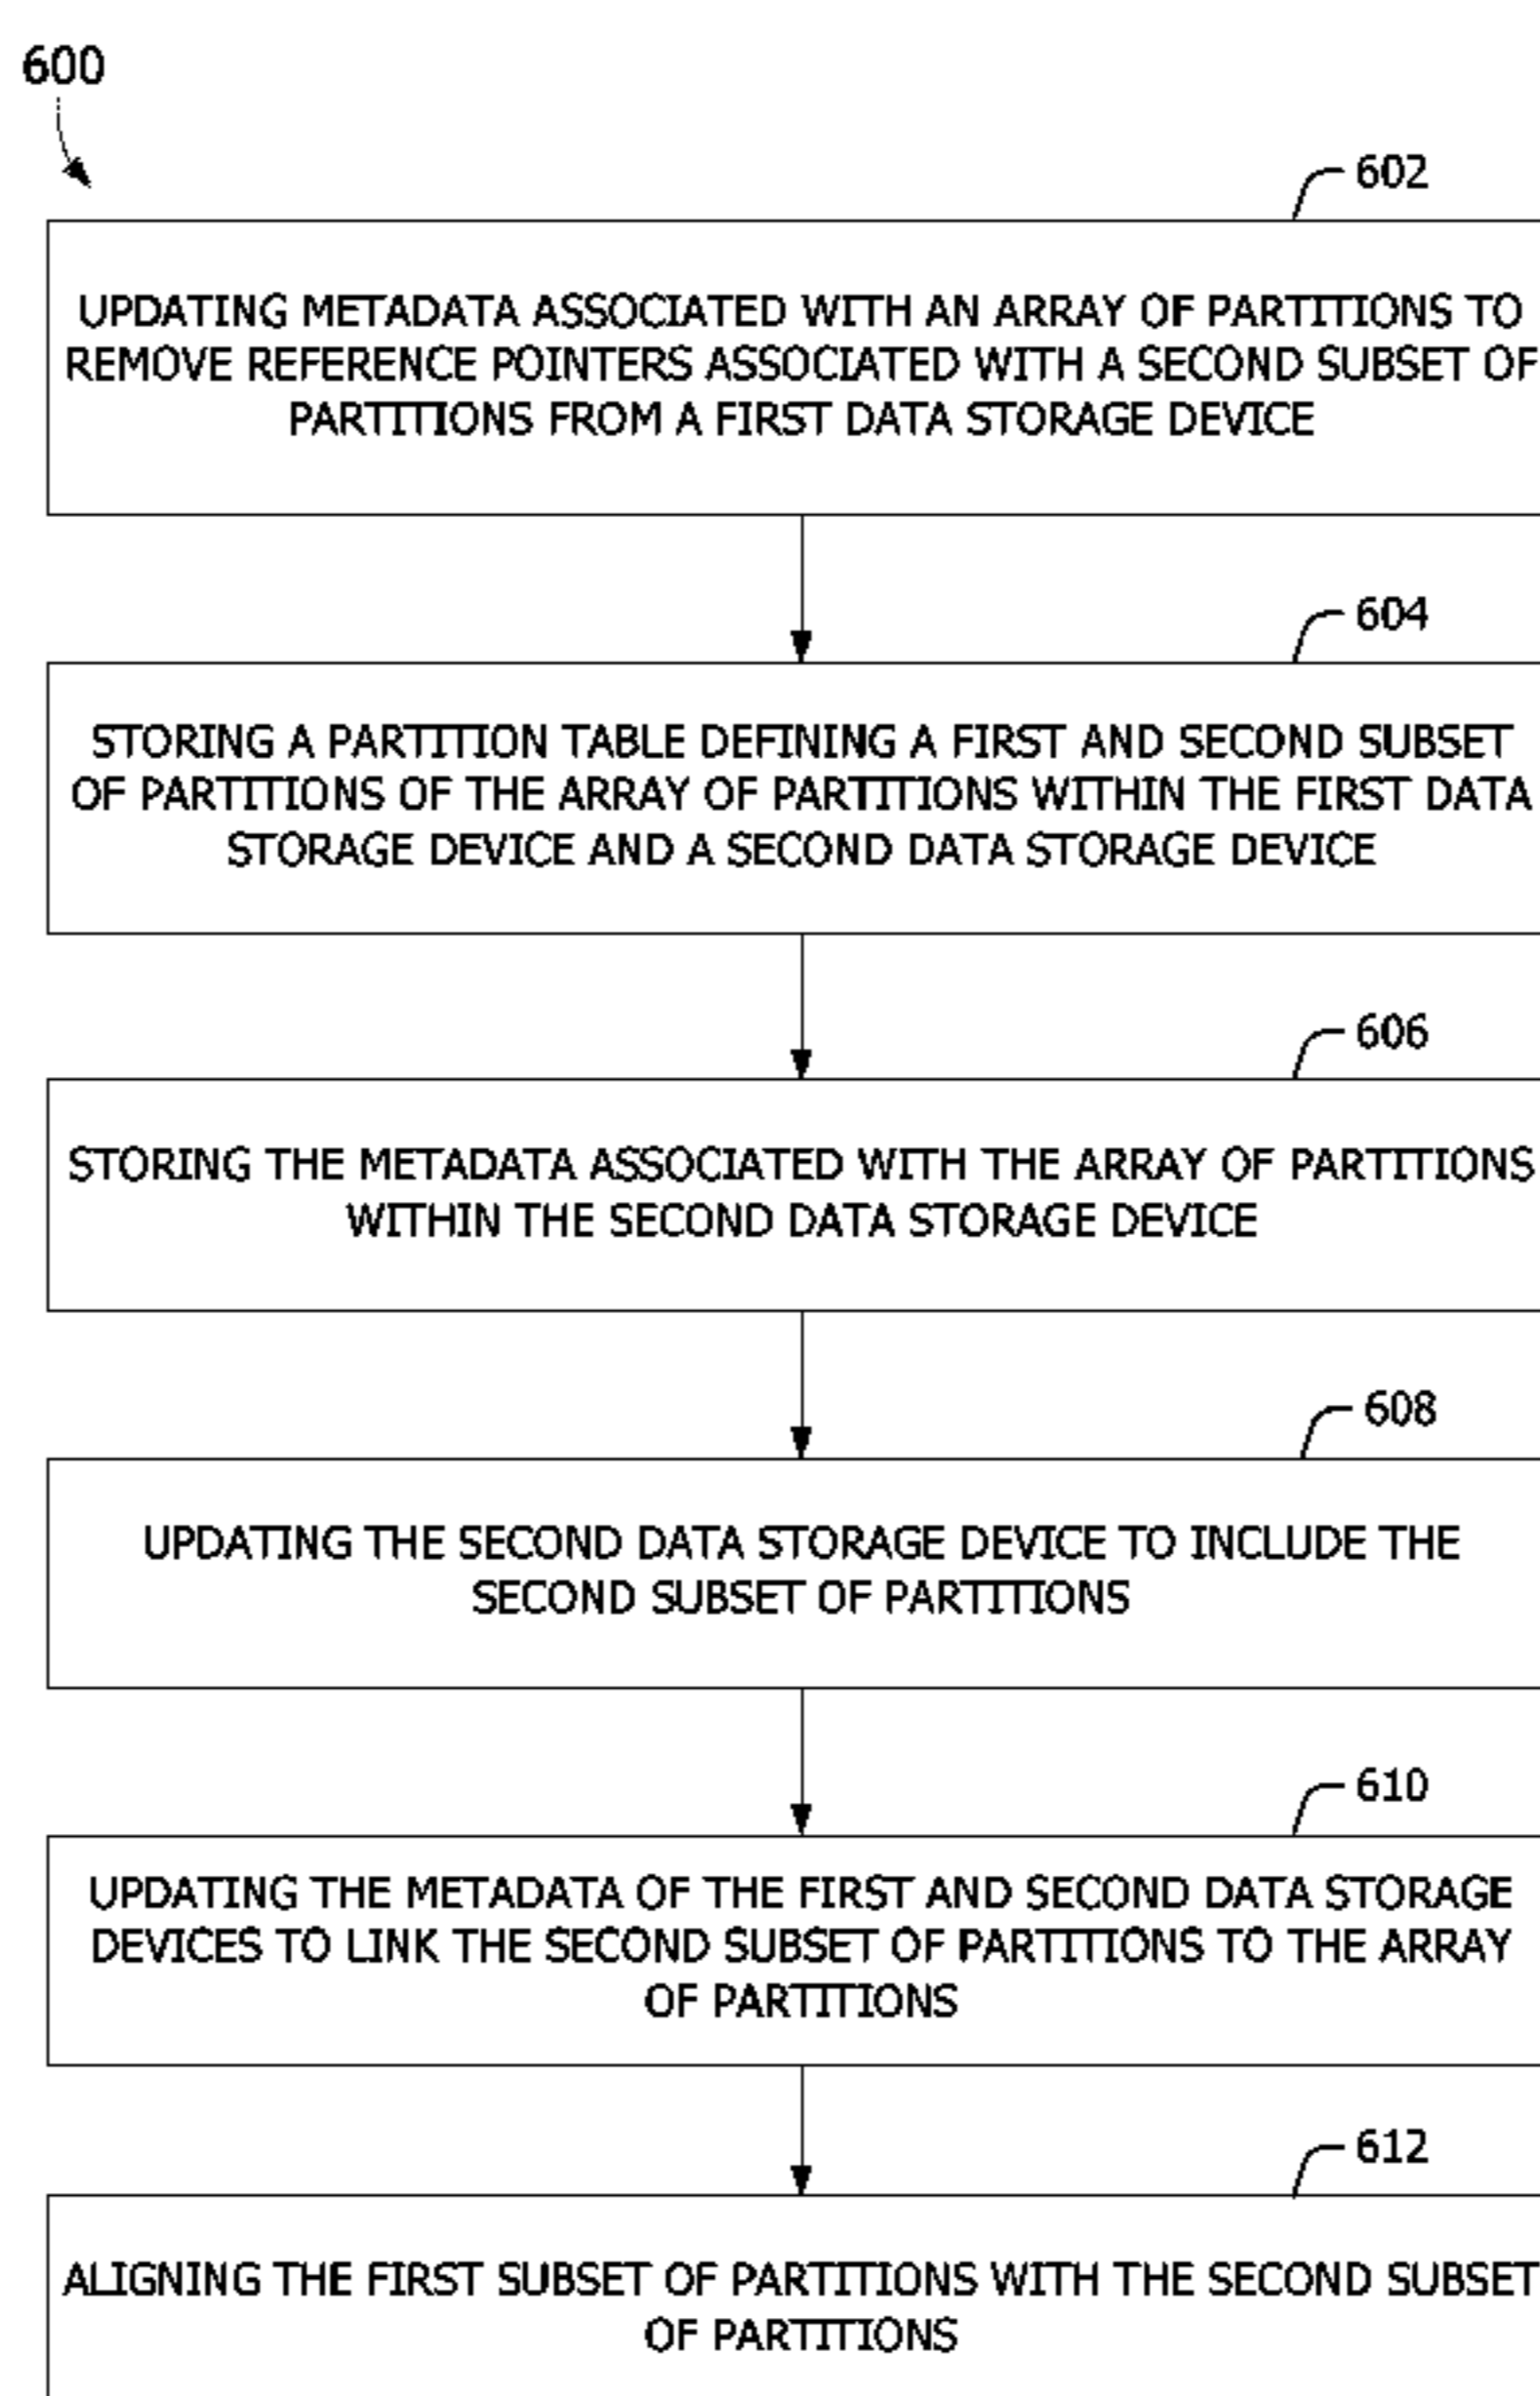 600
602
UPDATING METADATA ASSOCIATED WITH AN ARRAY OF PARTITIONS TO
REMOVE REFERENCE POINTERS ASSOCIATED WITH A SECOND SUBSET OF
PARTITIONS FROM A FIRST DATA STORAGE DEVICE
604
STORING A PARTITION TABLE DEFINING A FIRST AND SECOND SUBSET
OF PARTITIONS OF THE ARRAY OF PARTITIONS WITHIN THE FIRST DATA
STORAGE DEVICE AND A SECOND DATA STORAGE DEVICE
606
STORING THE METADATA ASSOCIATED WITH THE ARRAY OF PARTITIONS
WITHIN THE SECOND DATA STORAGE DEVICE
608
UPDATING THE SECOND DATA STORAGE DEVICE TO INCLUDE THE
SECOND SUBSET OF PARTITIONS
610
UPDATING THE METADATA OF THE FIRST AND SECOND DATA STORAGE
DEVICES TO LINK THE SECOND SUBSET OF PARTITIONS TO THE ARRAY
OF PARTITIONS
612
ALIGNING THE FIRST SUBSET OF PARTITIONS WITH THE SECOND SUBSET
OF PARTITIONS